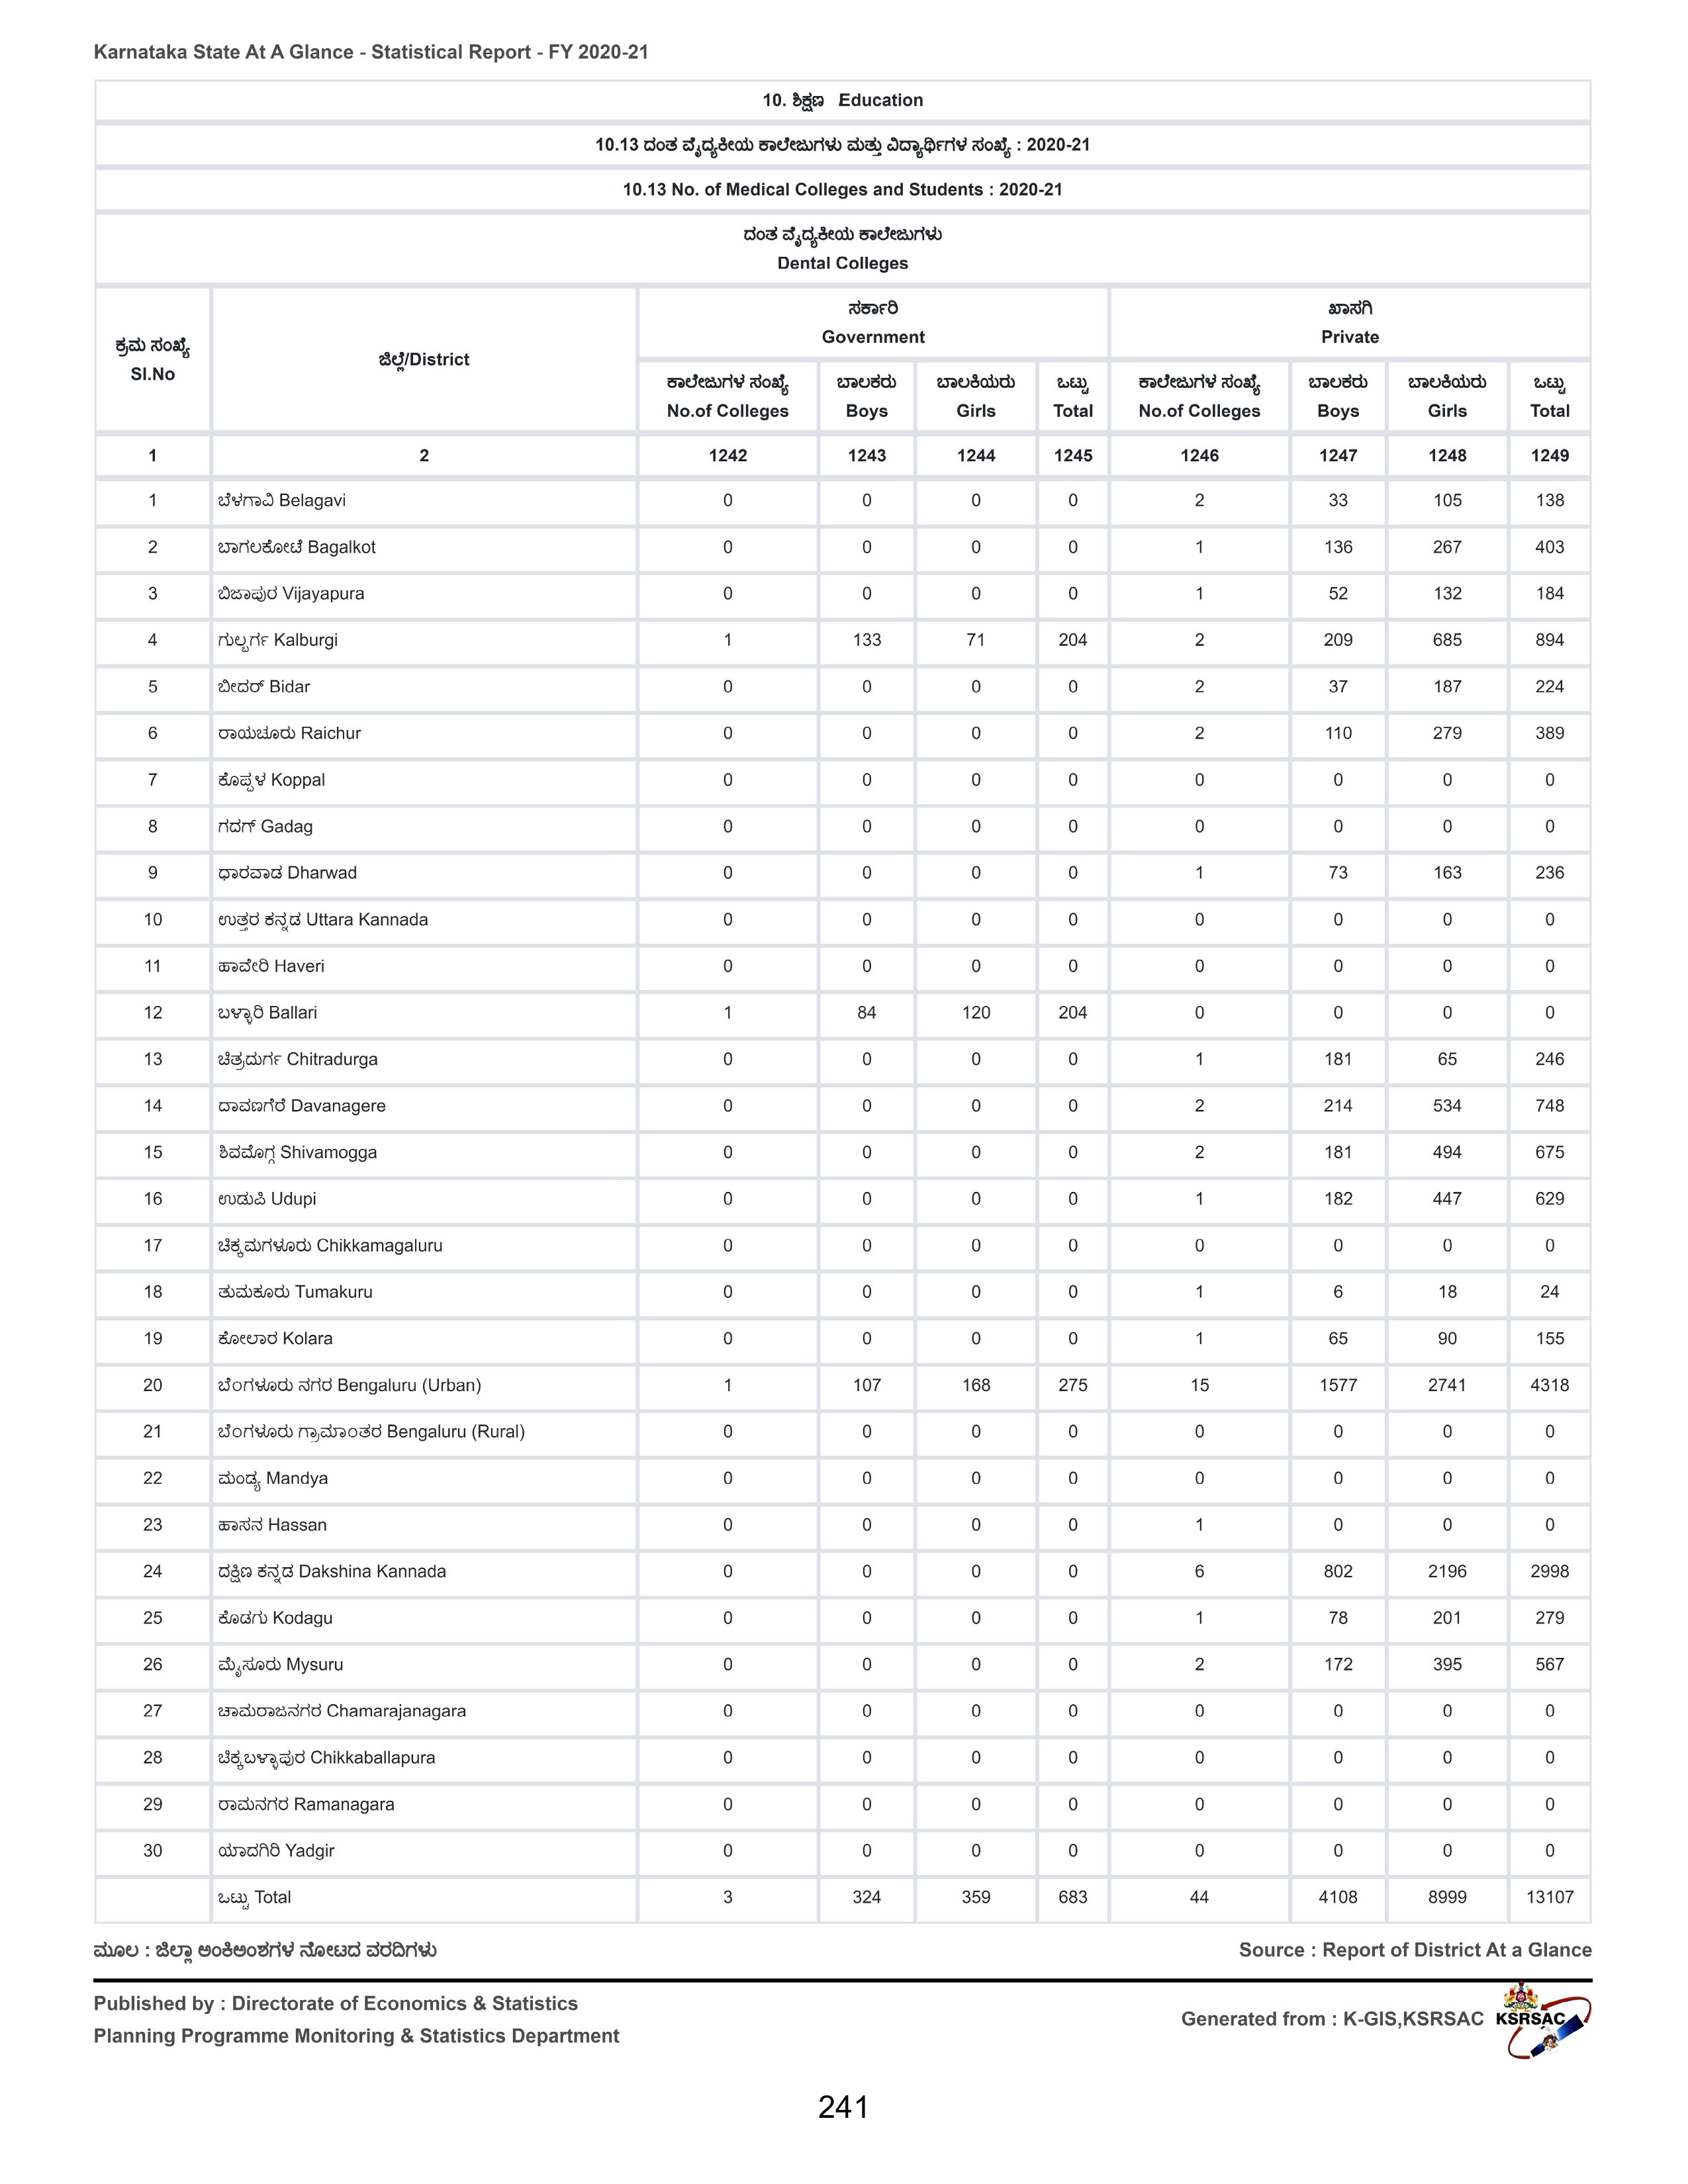 Karnataka State At A Glance - Statistical Report - FY 2020-21
10. ಶಿಕ್ಷಣ Education
10.13 ದಂತ ವೈದ್ಯಕೀಯ ಕಾಲೇಜುಗಳು ಮತ್ತು ವಿದ್ಯಾರ್ಥಿಗಳ ಸಂಖ್ಯೆ : 2020-21
10.13 No. of Medical Colleges and Students : 2020-21
ದಂತ ವೈದ್ಯಕೀಯ ಕಾಲೇಜುಗಳು
Dental Colleges
ಕ್ರಮ ಸಂಖ್ಯೆ
Sl.No
ಜಿಲ್ಲೆ/District
ಸರ್ಕಾರಿ
Government
ಖಾಸಗಿ
Private
ಕಾಲೇಜುಗಳ ಸಂಖ್ಯೆ ಬಾಲಕರು ಬಾಲಕಿಯರು ಒಟ್ಟು ಕಾಲೇಜುಗಳ ಸಂಖ್ಯೆ ಬಾಲಕರು ಬಾಲಕಿಯರು ಒಟ್ಟು
No.of Colleges Boys Girls Total No.of Colleges Boys Girls Total
1 2 1242 1243 1244 1245 1246 1247 1248 1249
1 ಬೆಳಗಾವಿ Belagavi 0 0 0 0 2 33 105 138
2 ಬಾಗಲಕೋಟೆ Bagalkot 0 0 0 0 1 136 267 403
3 ಬಿಜಾಪುರ Vijayapura 0 0 0 0 1 52 132 184
4 ಗುಲ್ಬರ್ಗ Kalburgi 1 133 71 204 2 209 685 894
5 ಬೀದರ್ Bidar 0 0 0 0 2 37 187 224
6 ರಾಯಚೂರು Raichur 0 0 0 0 2 110 279 389
7 ಕೊಪ್ಪಳ Koppal 0 0 0 0 0 0 0 0
8 ಗದಗ್ Gadag 0 0 0 0 0 0 0 0
9 ಧಾರವಾಡ Dharwad 0 0 0 0 1 73 163 236
10 ಉತ್ತರ ಕನ್ನಡ Uttara Kannada 0 0 0 0 0 0 0 0
11 ಹಾವೇರಿ Haveri 0 0 0 0 0 0 0 0
12 ಬಳ್ಳಾರಿ Ballari 1 84 120 204 0 0 0 0
13 ಚಿತ್ರದುರ್ಗ Chitradurga 0 0 0 0 1 181 65 246
14 ದಾವಣಗೆರೆ Davanagere 0 0 0 0 2 214 534 748
15 ಶಿವಮೊಗ್ಗ Shivamogga 0 0 0 0 2 181 494 675
16 ಉಡುಪಿ Udupi 0 0 0 0 1 182 447 629
17 ಚಿಕ್ಕಮಗಳೂರು Chikkamagaluru 0 0 0 0 0 0 0 0
18 ತುಮಕೂರು Tumakuru 0 0 0 0 1 6 18 24
19 ಕೋಲಾರ Kolara 0 0 0 0 1 65 90 155
20 ಬೆಂಗಳೂರು ನಗರ Bengaluru (Urban) 1 107 168 275 15 1577 2741 4318
21 ಬೆಂಗಳೂರು ಗ್ರಾಮಾಂತರ Bengaluru (Rural) 0 0 0 0 0 0 0 0
22 ಮಂಡ್ಯ Mandya 0 0 0 0 0 0 0 0
23 ಹಾಸನ Hassan 0 0 0 0 1 0 0 0
24 ದಕ್ಷಿಣ ಕನ್ನಡ Dakshina Kannada 0 0 0 0 6 802 2196 2998
25 ಕೊಡಗು Kodagu 0 0 0 0 1 78 201 279
26 ಮೈಸೂರು Mysuru 0 0 0 0 2 172 395 567
27 ಚಾಮರಾಜನಗರ Chamarajanagara 0 0 0 0 0 0 0 0
28 ಚಿಕ್ಕಬಳ್ಳಾಪುರ Chikkaballapura 0 0 0 0 0 0 0 0
29 ರಾಮನಗರ Ramanagara 0 0 0 0 0 0 0 0
30 ಯಾದಗಿರಿ Yadgir 0 0 0 0 0 0 0 0
ಒಟ್ಟು Total 3 324 359 683 44 4108 8999 13107
ಮೂಲ : ಜಿಲ್ಲಾ ಅಂಕಿಅಂಶಗಳ ನೋಟದ ವರದಿಗಳು Source : Report of District At a Glance
Published by : Directorate of Economics & Statistics
Planning Programme Monitoring & Statistics Department
Generated from : K-GIS,KSRSAC KSRSAC
241